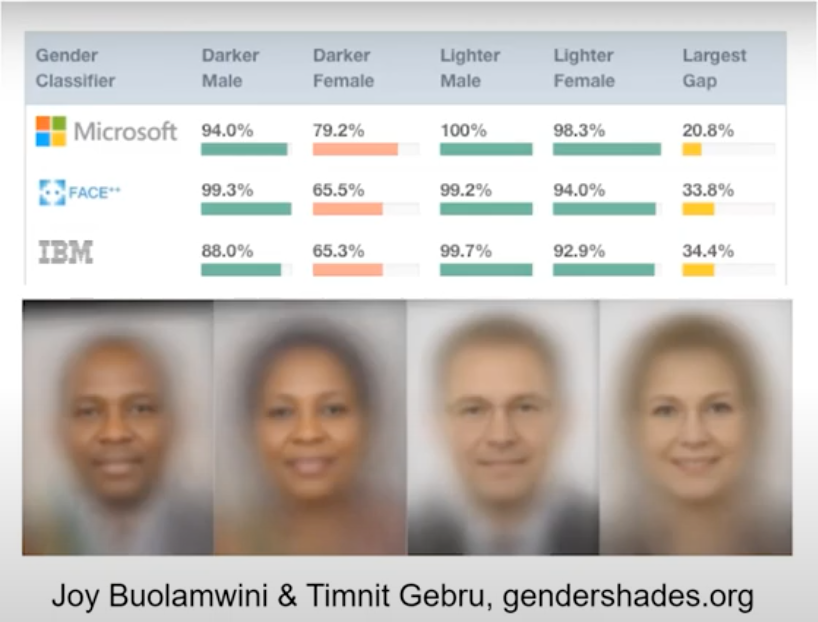 Gender Classifier Darker Male Darker Female Lighter Male Lighter Female Largest Gap
Microsoft 94.0% 79.2% 100% 98.3% 20.8%
FACE++ 99.3% 65.5% 99.2% 94.0% 33.8%
IBM 88.0% 65.3% 99.7% 92.9% 34.4%
Joy Buolamwini & Timnit Gebru, gendershades.org